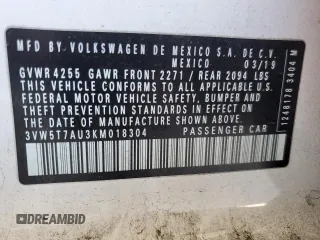 MFD BY VOLKSWAGEN DE MEXICO S.A. DE C.V.
MEXICO 03/19
GVWR 4255 GAWR FRONT 2271 / REAR 2094 LBS
THIS VEHICLE CONFORMS TO ALL APPLICABLE
FEDERAL MOTOR VEHICLE SAFETY BUMPER AND
THEFT PREVENTION STANDARDS IN EFFECT ON THE
DATE OF MANUFACTURE SHOWN ABOVE
3VW5T7AU3KM018304 PASSENGER CAR
1248178 3404 M
DREAMBID